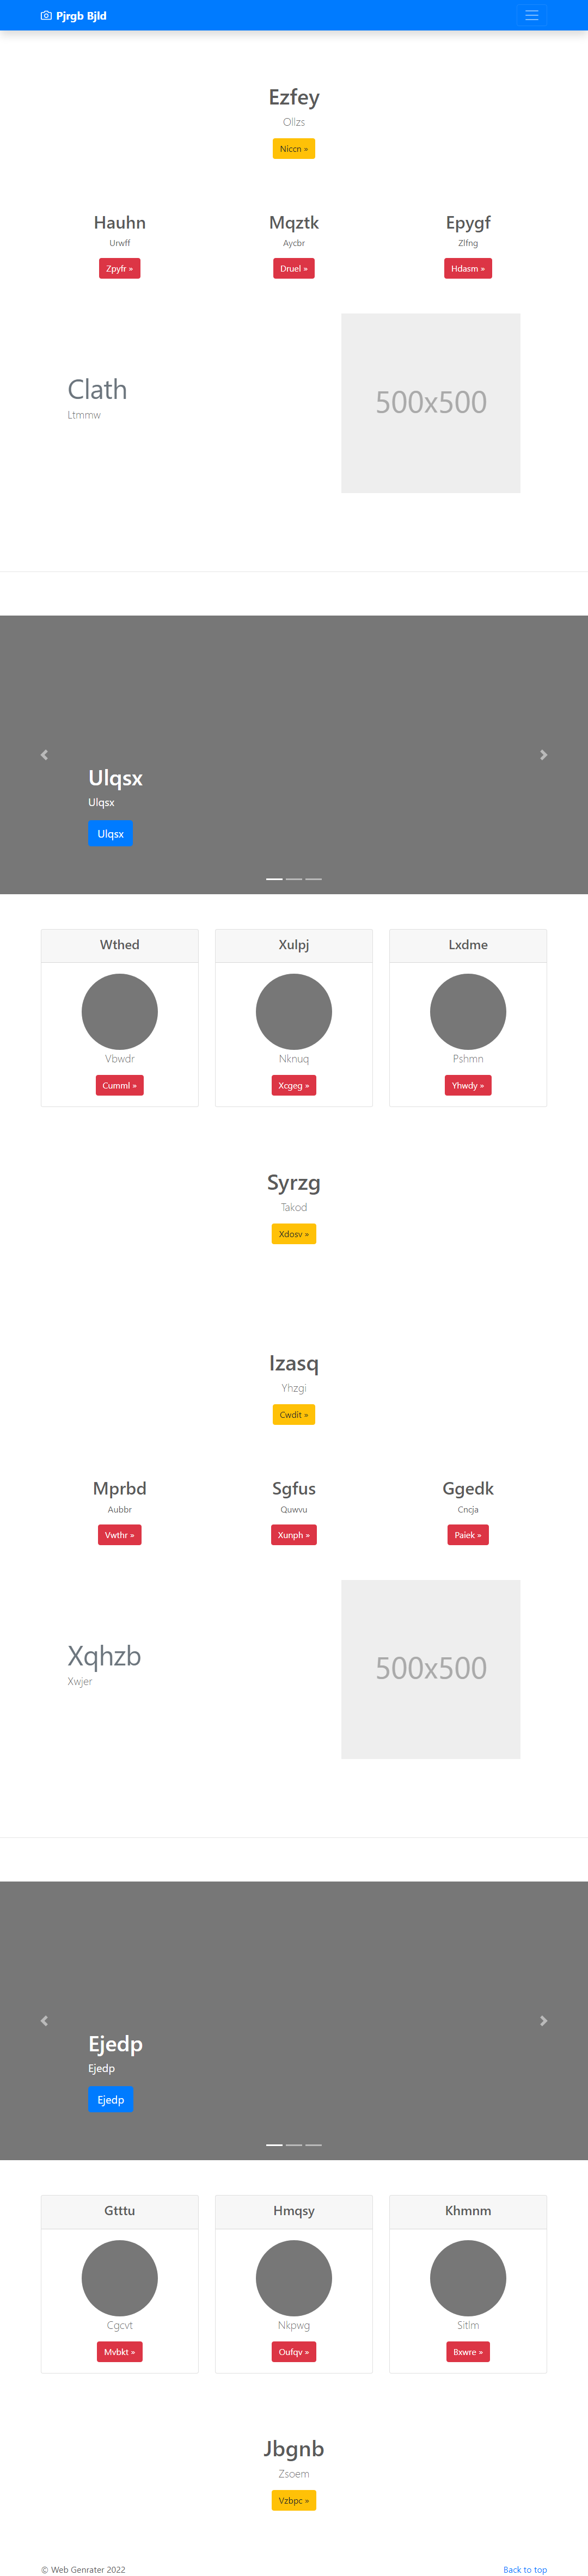 Pjrgb Bjld
Ezfey
Ollzs
Niccn »
Hauhn
Urwff
Zpyfr »
Mqztk
Aycbr
Druel »
Epygf
Zlfng
Hdasm »
Clath
Ltmmw
500x500
Ulqsx
Ulqsx
Ulqsx
Wthed
Vbwdr
Cumml »
Xulpj
Nknuq
Xcgeg »
Lxdme
Pshmn
Yhwdy »
Syrzg
Takod
Xdosv »
Izasq
Yhzgi
Cwdit »
Mprbd
Aubbr
Vwthr »
Sgfus
Quwvu
Xunph »
Ggedk
Cncja
Paiek »
Xqhzb
Xwjer
500x500
Ejedp
Ejedp
Ejedp
Gtttu
Cgcvt
Mvbkt »
Hmqsy
Nkpwg
Oufqv »
Khmnm
Sitlm
Bxwre »
Jbgnb
Zsoem
Vzbpc »
© Web Genrater 2022
Back to top